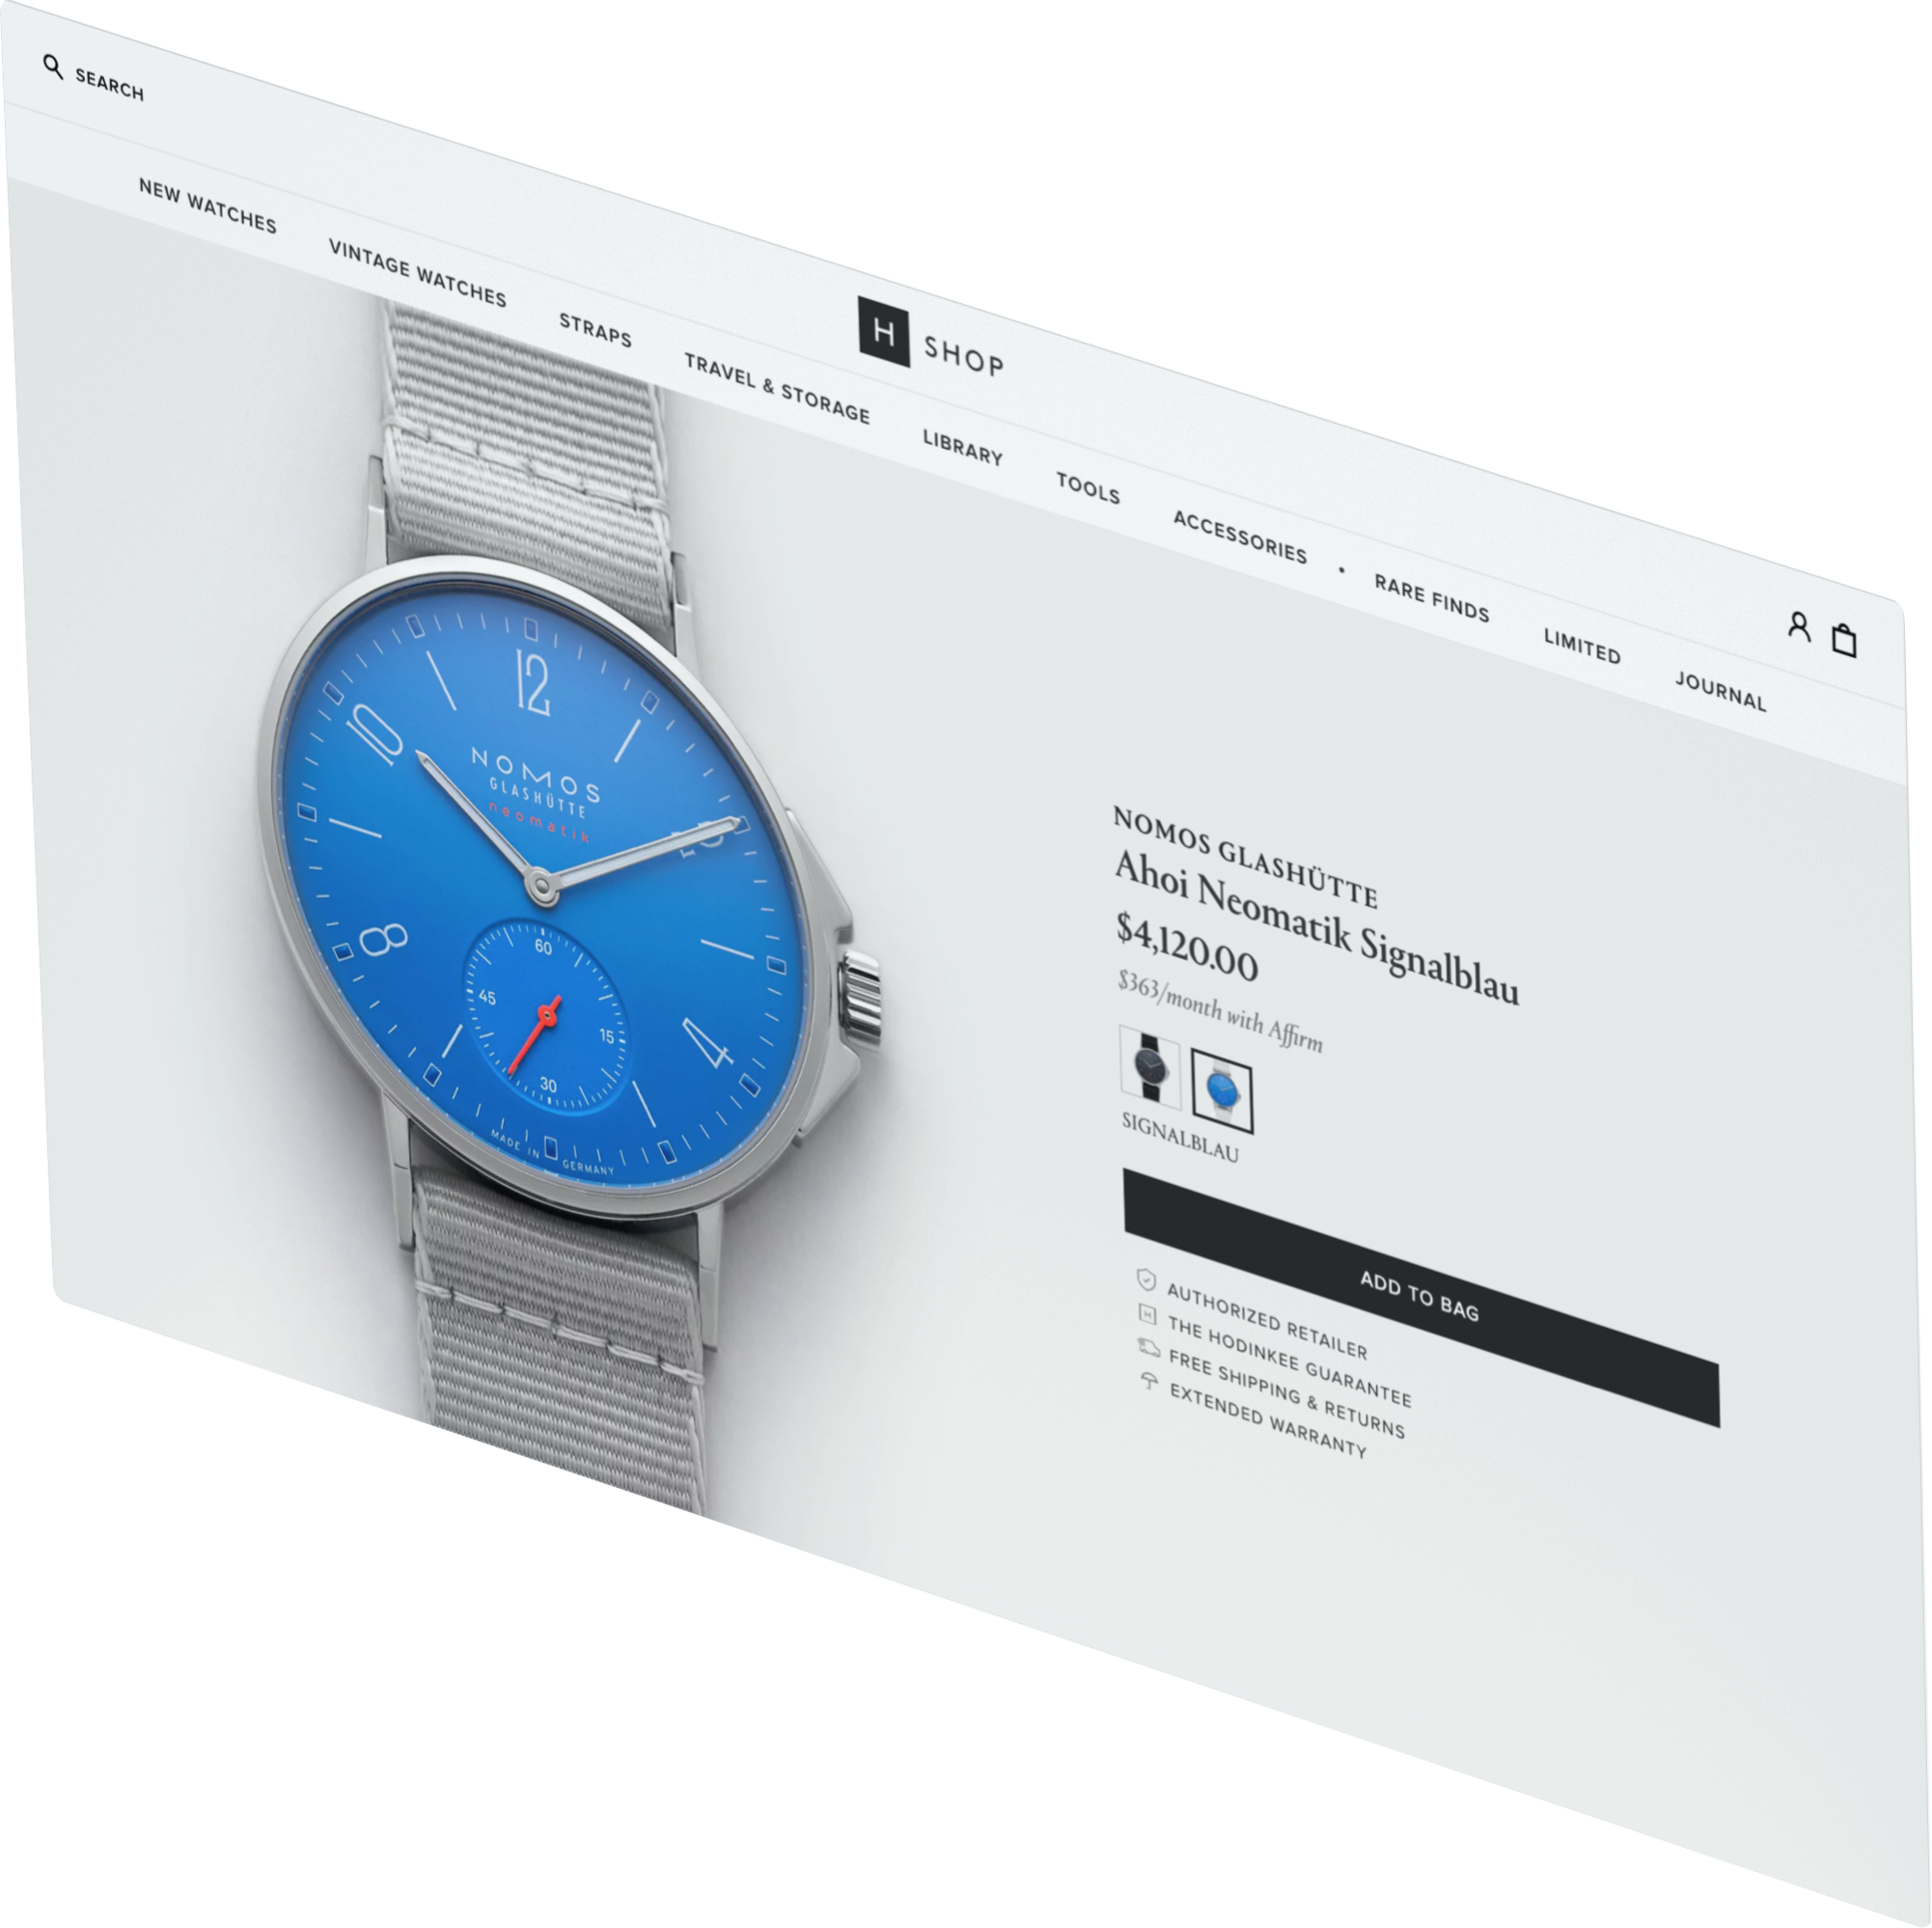 SEARCH
H SHOP
NEW WATCHES VINTAGE WATCHES STRAPS TRAVEL & STORAGE LIBRARY TOOLS ACCESSORIES • RARE FINDS LIMITED JOURNAL
12
10
NOMOS
GLASHÜTTE
neomatik
8
4
60
45
15
30
MADE IN GERMANY
NOMOS GLASHÜTTE
Ahoi Neomatik Signalblau
$4,120.00
$363/month with Affirm
SIGNALBLAU
ADD TO BAG
AUTHORIZED RETAILER
H THE HODINKEE GUARANTEE
FREE SHIPPING & RETURNS
EXTENDED WARRANTY